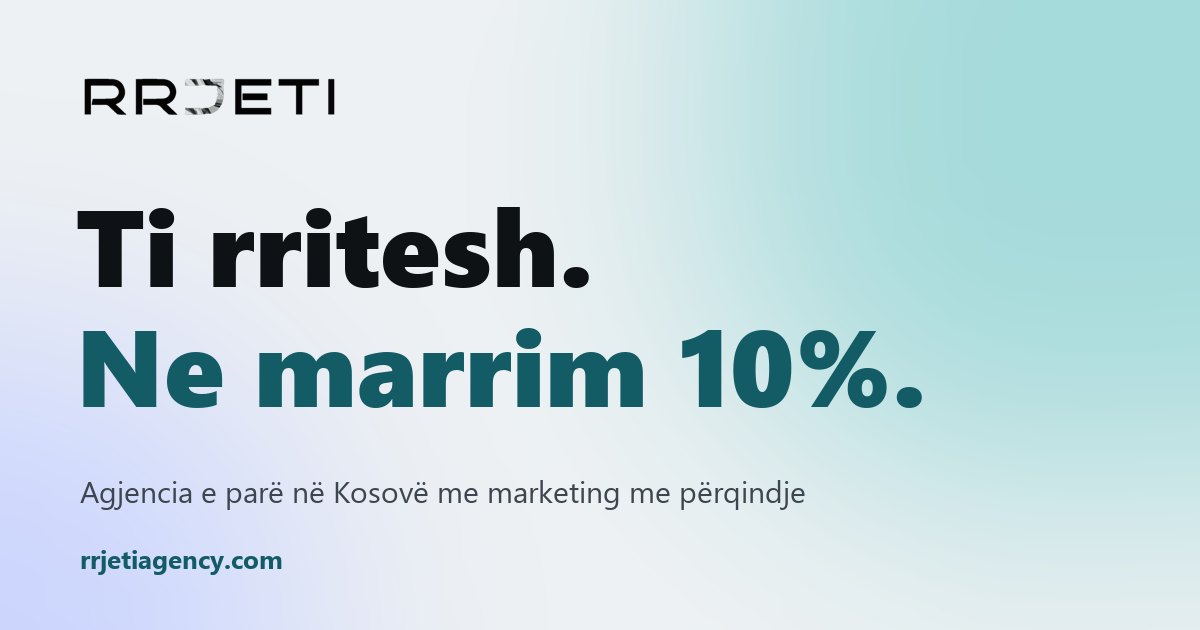 RRJETI
Ti rritesh.
Ne marrim 10%.
Agjencia e parë në Kosovë me marketing me përqindje
rrjetiagency.com